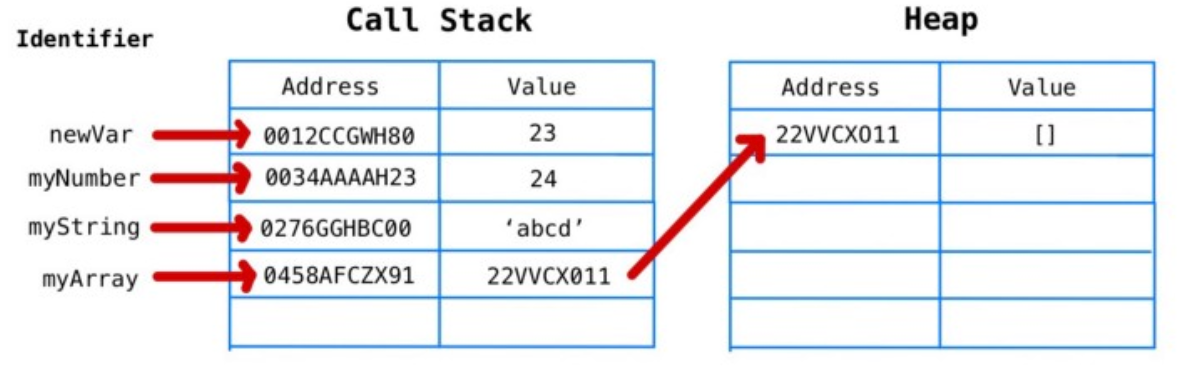 Call Stack
Heap
Identifier
Address Value
Address Value
newVar 0012CCGWH80 23
22VVCX011 []
myNumber 0034AAAAH23 24
myString 0276GGHBC00 ‘abcd’
myArray 0458AFCZX91 22VVCX011